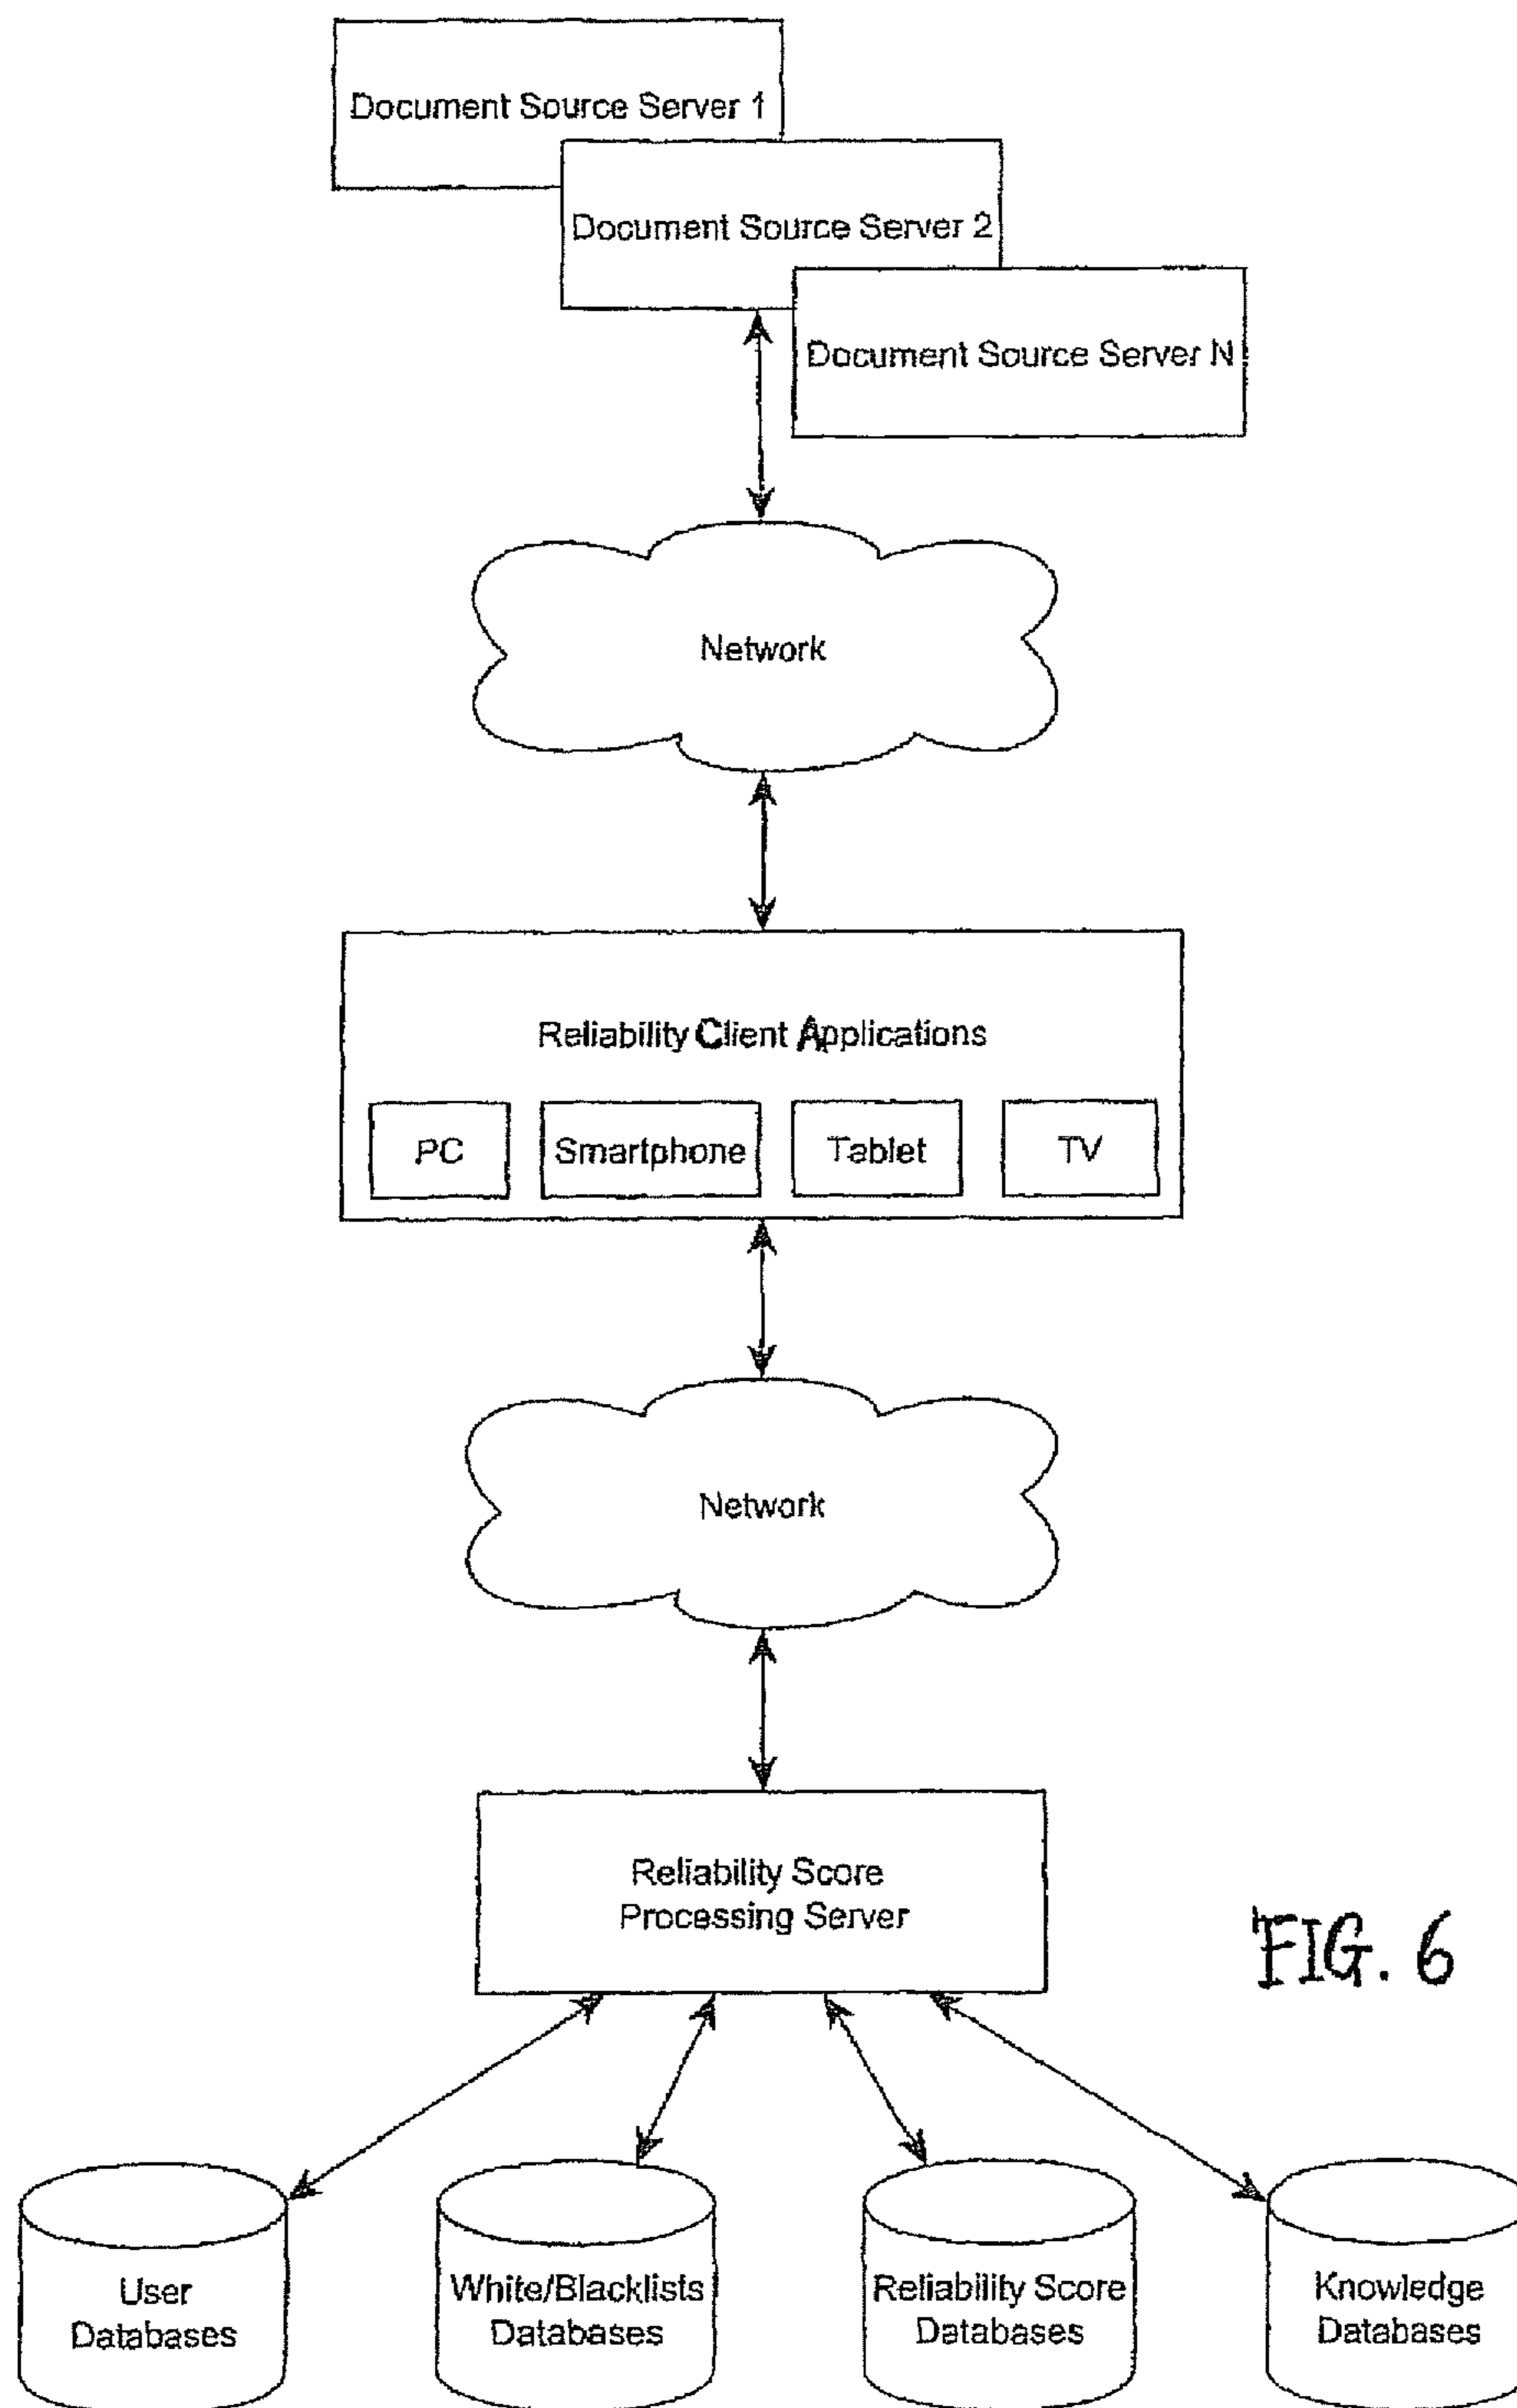 Document Source Server 1
Document Source Server 2
Document Source Server N
Network
Reliability Client Applications
PC
Smartphone
Tablet
TV
Network
Reliability Score
Processing Server
FIG. 6
User
Databases
White/Blacklists
Databases
Reliability Score
Databases
Knowledge
Databases